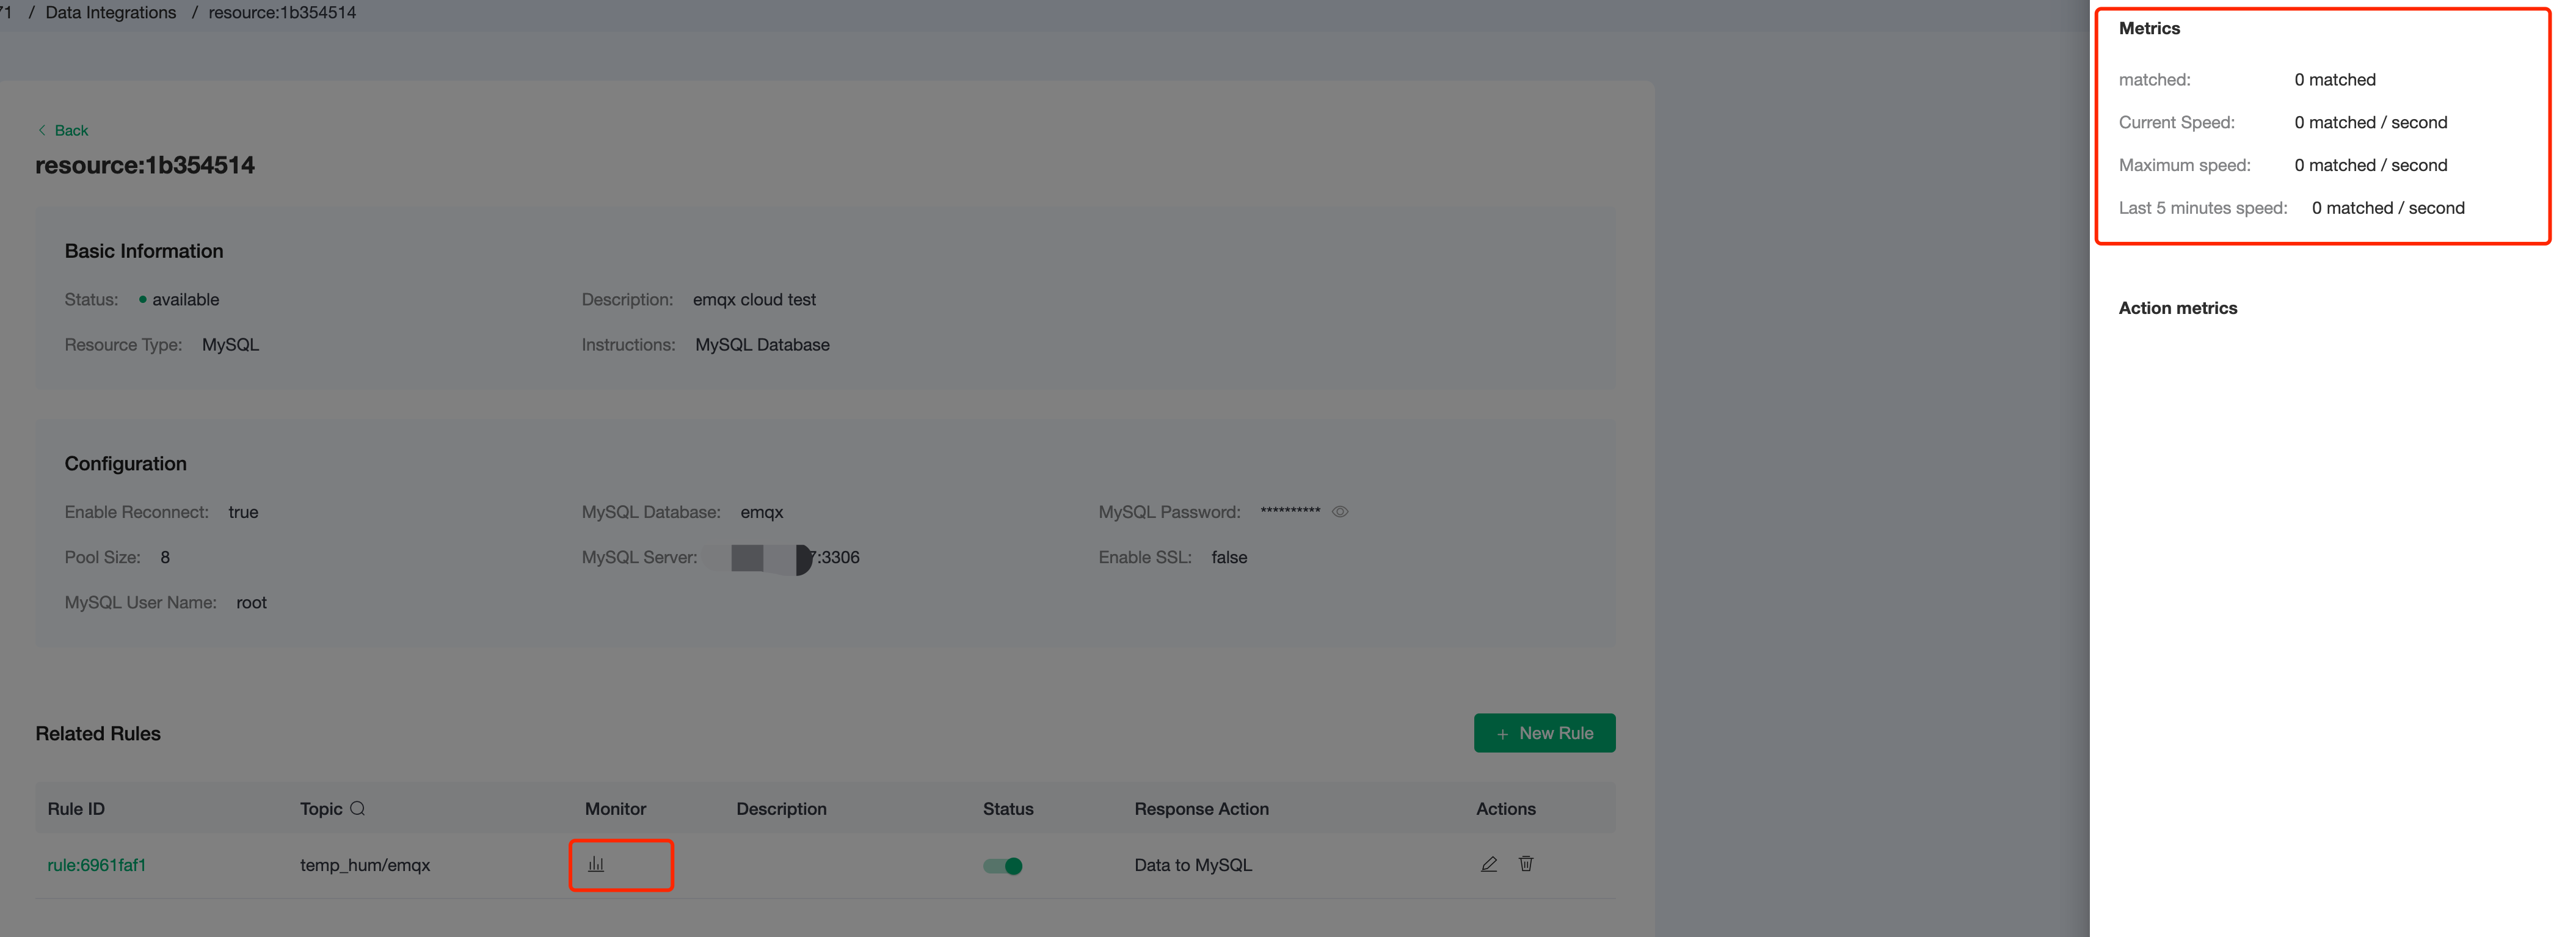 71 / Data Integrations / resource:1b354514
Back
resource:1b354514
Basic Information
Status: available Description: emqx cloud test
Resource Type: MySQL Instructions: MySQL Database
Configuration
Enable Reconnect: true MySQL Database: emqx MySQL Password: **********
Pool Size: 8 MySQL Server: 7:3306 Enable SSL: false
MySQL User Name: root
Related Rules
+ New Rule
Rule ID Topic Monitor Description Status Response Action Actions
rule:6961faf1 temp_hum/emqx Data to MySQL
Metrics
matched: 0 matched
Current Speed: 0 matched / second
Maximum speed: 0 matched / second
Last 5 minutes speed: 0 matched / second
Action metrics